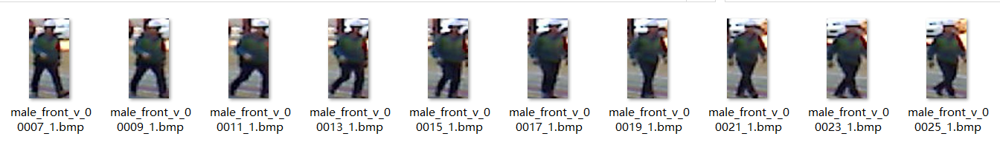 male_front_v_0 male_front_v_0 male_front_v_0 male_front_v_0 male_front_v_0 male_front_v_0 male_front_v_0 male_front_v_0 male_front_v_0 male_front_v_0
0007_1.bmp 0009_1.bmp 0011_1.bmp 0013_1.bmp 0015_1.bmp 0017_1.bmp 0019_1.bmp 0021_1.bmp 0023_1.bmp 0025_1.bmp